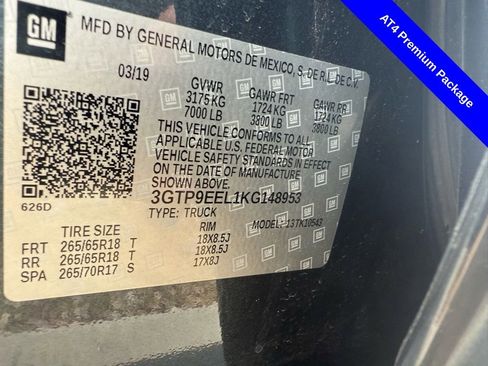 AT4 Premium Package
GM
MFD BY GENERAL MOTORS DE MEXICO, S. DE R.L. DE C.V.
03/19
GVWR GAWR FRT GAWR RR
3175 KG 1724 KG 1724 KG
7000 LB 3800 LB 3800 LB
THIS VEHICLE CONFORMS TO ALL
APPLICABLE U.S. FEDERAL MOTOR
VEHICLE SAFETY STANDARDS IN EFFECT
ON THE DATE OF MANUFACTURE
SHOWN ABOVE.
3GTP9EEL1KG148953
TYPE: TRUCK MODEL: 13TK10543
626D
TIRE SIZE RIM
FRT 265/65R18 T 18X8.5J
RR 265/65R18 T 18X8.5J
SPA 265/70R17 S 17X8J